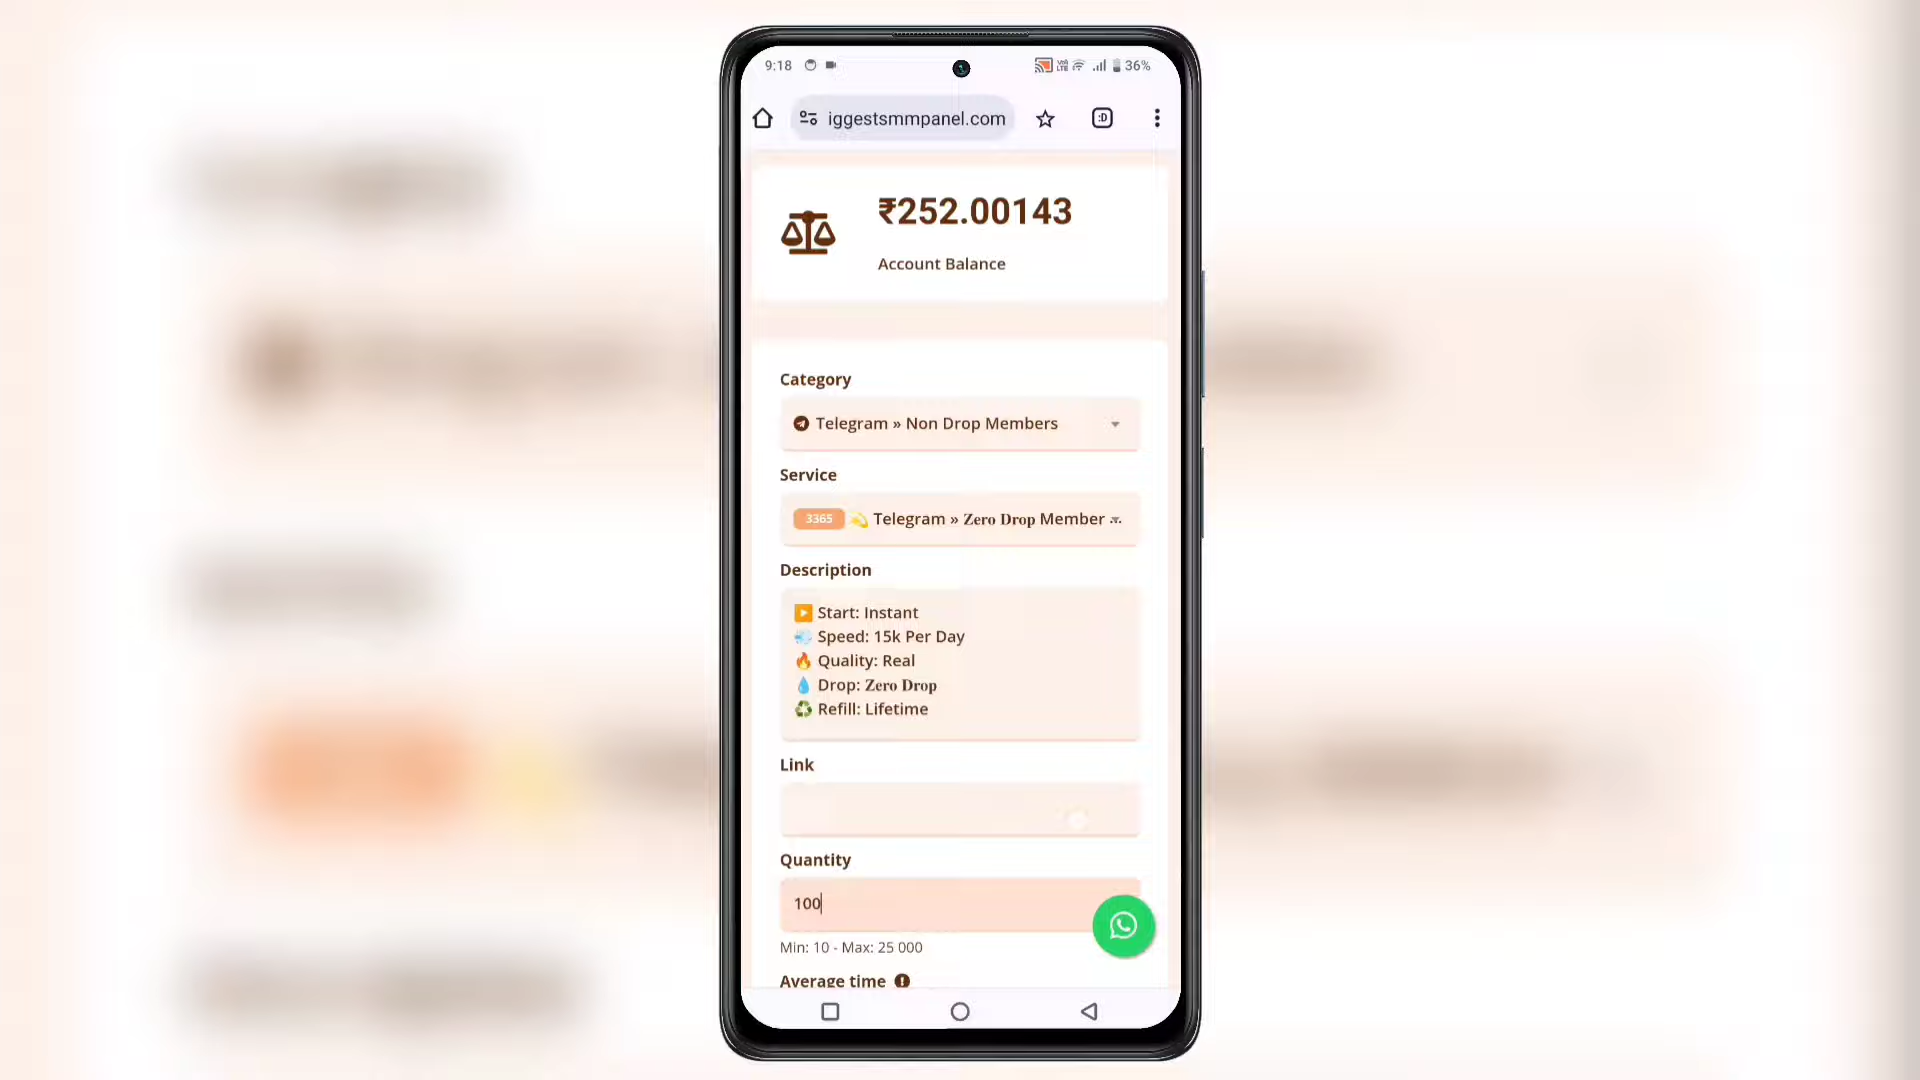 9:18
36%
iggestsmmpanel.com
:D
₹252.00143
Account Balance
Category
Telegram » Non Drop Members
Service
3365 💫 Telegram » 𝐙𝐞𝐫𝐨 𝐃𝐫𝐨𝐩 Member ...
Description
▶️ Start: Instant
💨 Speed: 15k Per Day
🔥 Quality: Real
💧 Drop: 𝐙𝐞𝐫𝐨 𝐃𝐫𝐨𝐩
♻️ Refill: Lifetime
Link
Quantity
100
Min: 10 - Max: 25 000
Average time